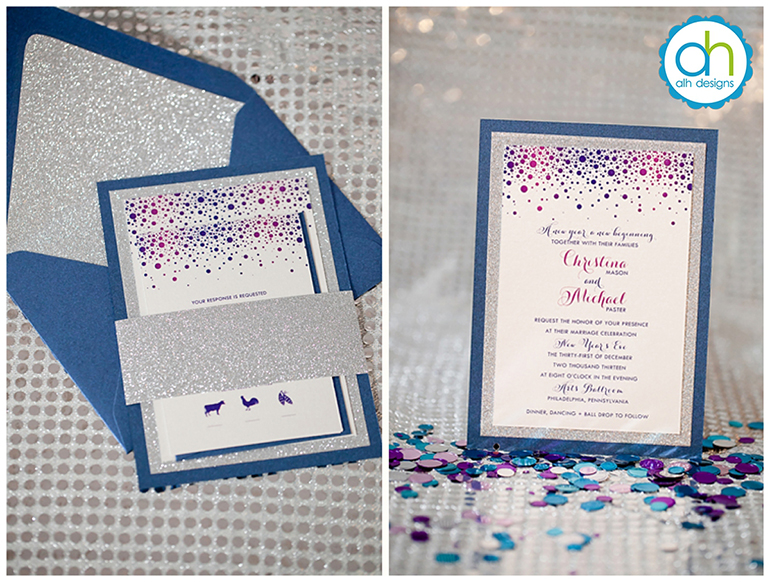 YOUR RESPONSE IS REQUESTED
ah
alh designs
A new year a new beginning
TOGETHER WITH THEIR FAMILIES
Christina
MASON
and
Michael
PASTER
REQUEST THE HONOR OF YOUR PRESENCE
AT THEIR MARRIAGE CELEBRATION
New Year's Eve
THE THIRTY-FIRST OF DECEMBER
TWO THOUSAND THIRTEEN
AT EIGHT O'CLOCK IN THE EVENING
Arts Ballroom
PHILADELPHIA, PENNSYLVANIA
DINNER, DANCING + BALL DROP TO FOLLOW